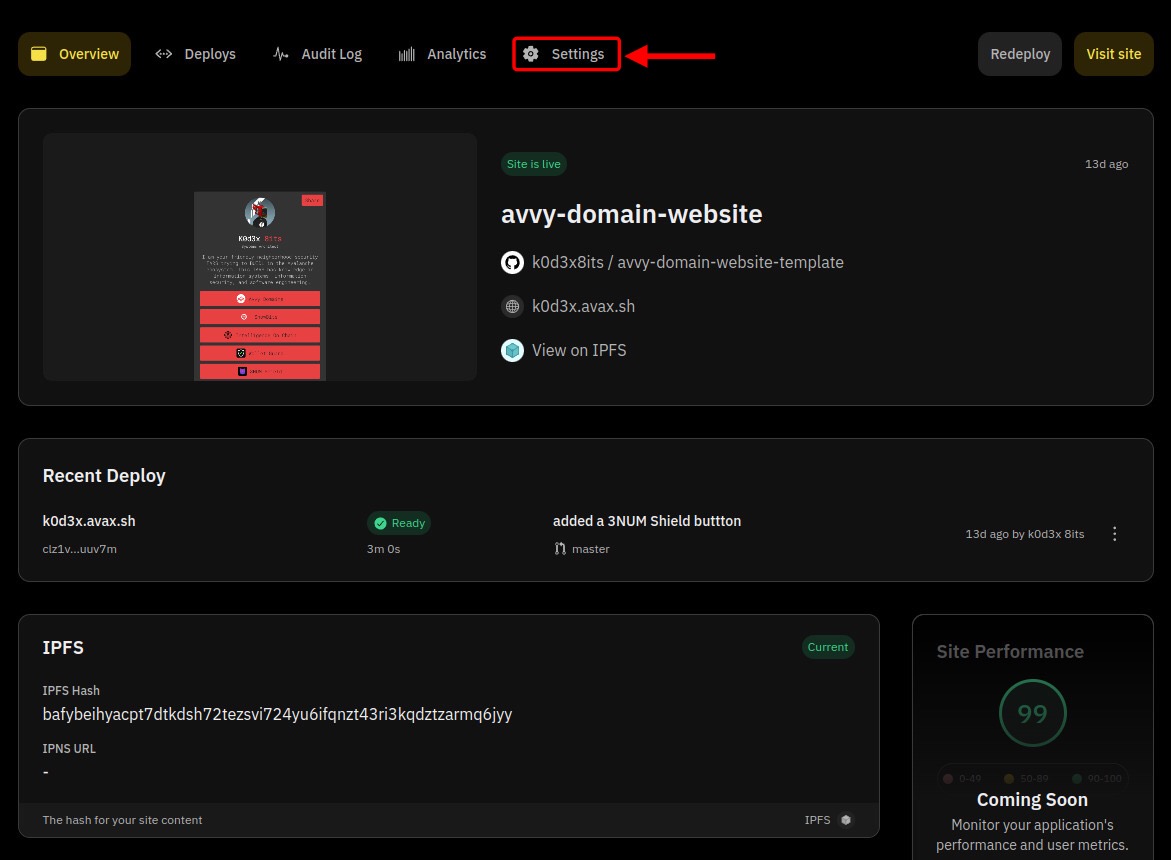 Overview
Deploys
Audit Log
Analytics
Settings
Redeploy
Visit site
Site is live
13d ago
avvy-domain-website
k0d3x8its / avvy-domain-website-template
k0d3x.avax.sh
View on IPFS
K0d3x 8its
Recent Deploy
k0d3x.avax.sh
Ready
added a 3NUM Shield buttton
clz1v...uuv7m
3m 0s
master
13d ago by k0d3x 8its
IPFS
Current
IPFS Hash
bafybeihyacpt7dtkdsh72tezsvi724yu6ifqnzt43ri3kqdztzarmq6jyy
IPNS URL
-
The hash for your site content
IPFS
Site Performance
99
0-49
50-89
90-100
Coming Soon
Monitor your application's
performance and user metrics.